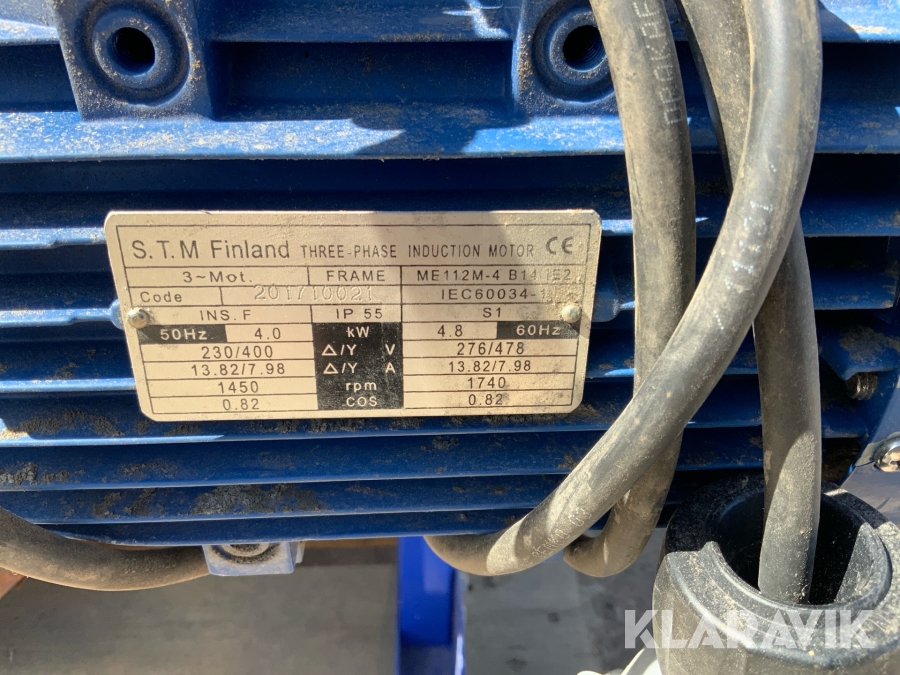 S.T.M Finland THREE-PHASE INDUCTION MOTOR CE
3~Mot. FRAME ME112M-4 B14 IE2
Code 201710021 IEC60034-
INS.F IP 55 S1
50Hz 4.0 kW 4.8 60Hz
230/400 Δ/Y V 276/478
13.82/7.98 Δ/Y A 13.82/7.98
1450 rpm 1740
0.82 COS 0.82
KLARAVIK